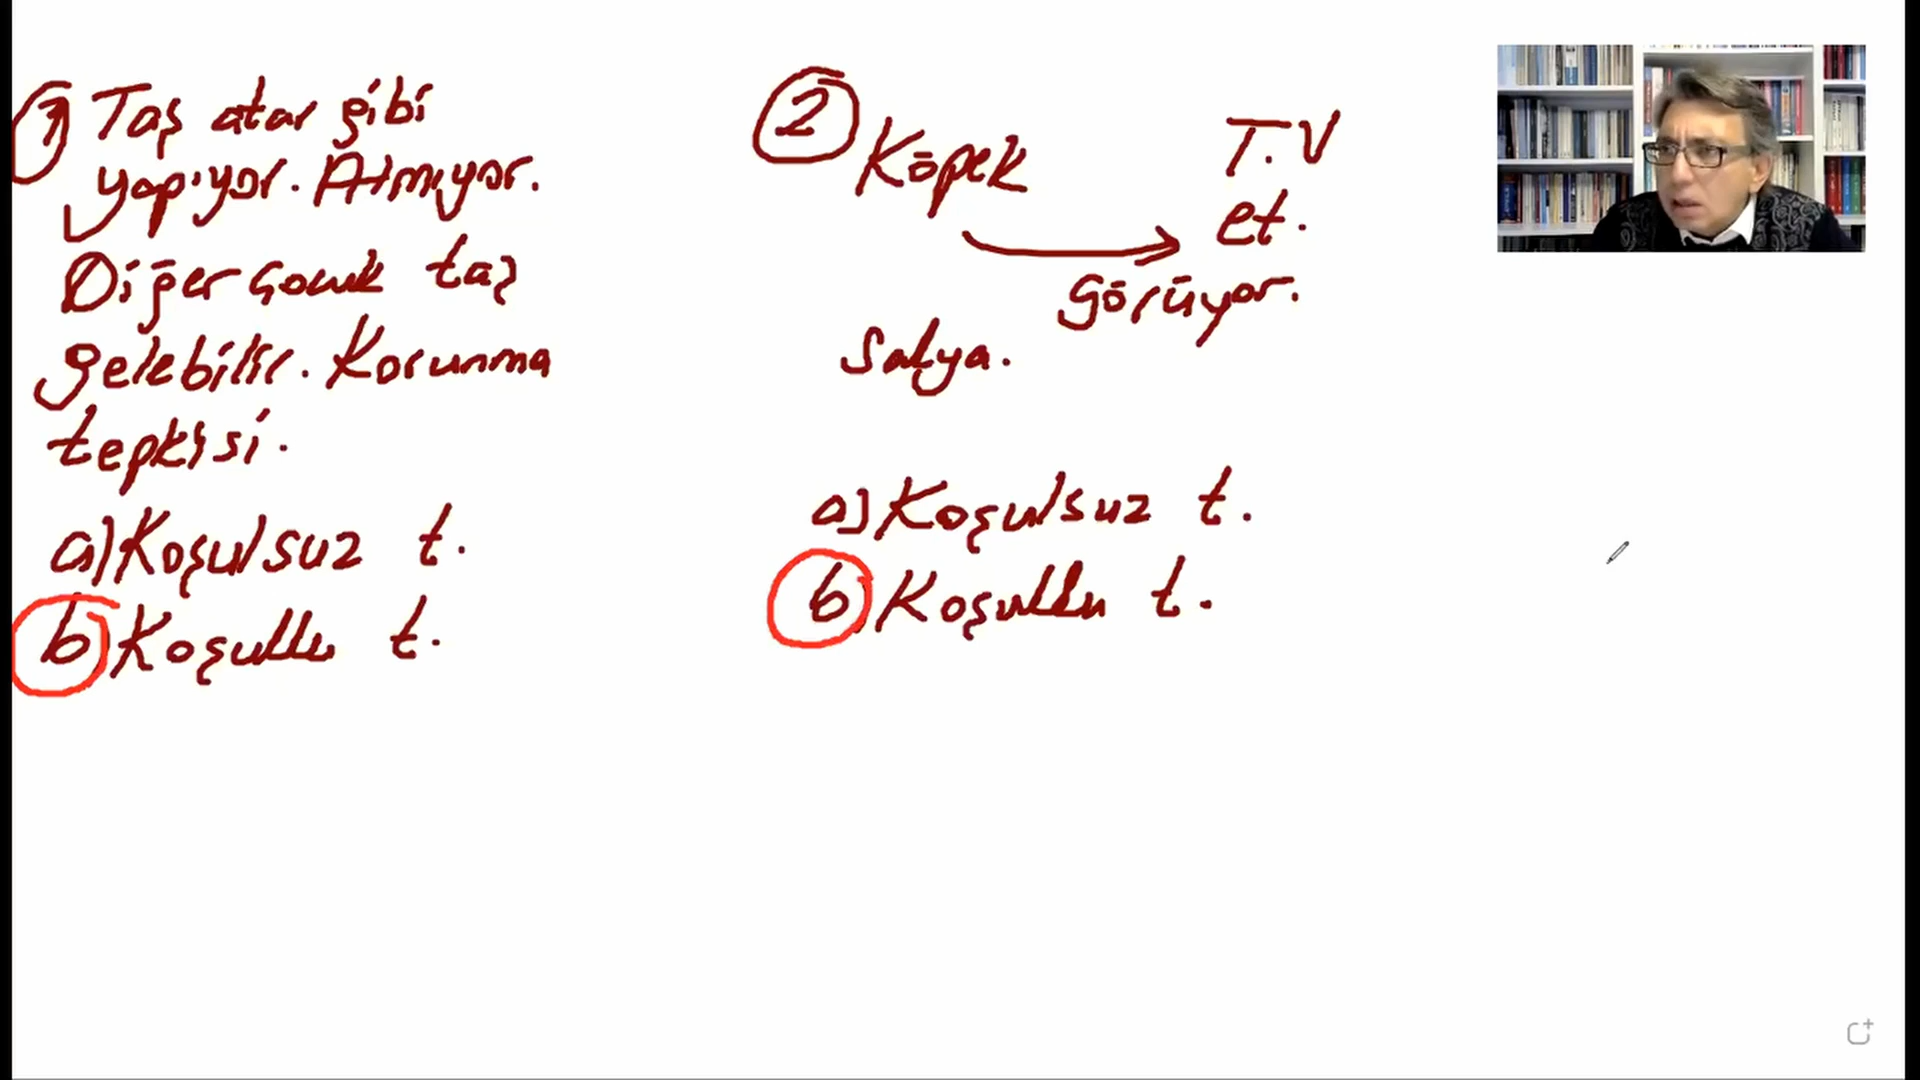 1 Taş atar gibi
yapıyor. Atmıyor.
Diğer çocuk taş
gelebilir. Korunma
tepkisi.
a) Koşulsuz t.
b) Koşullu t.
2
Köpek
T.V
et.
görüyor.
Salya.
a) Koşulsuz t.
b) Koşullu t.